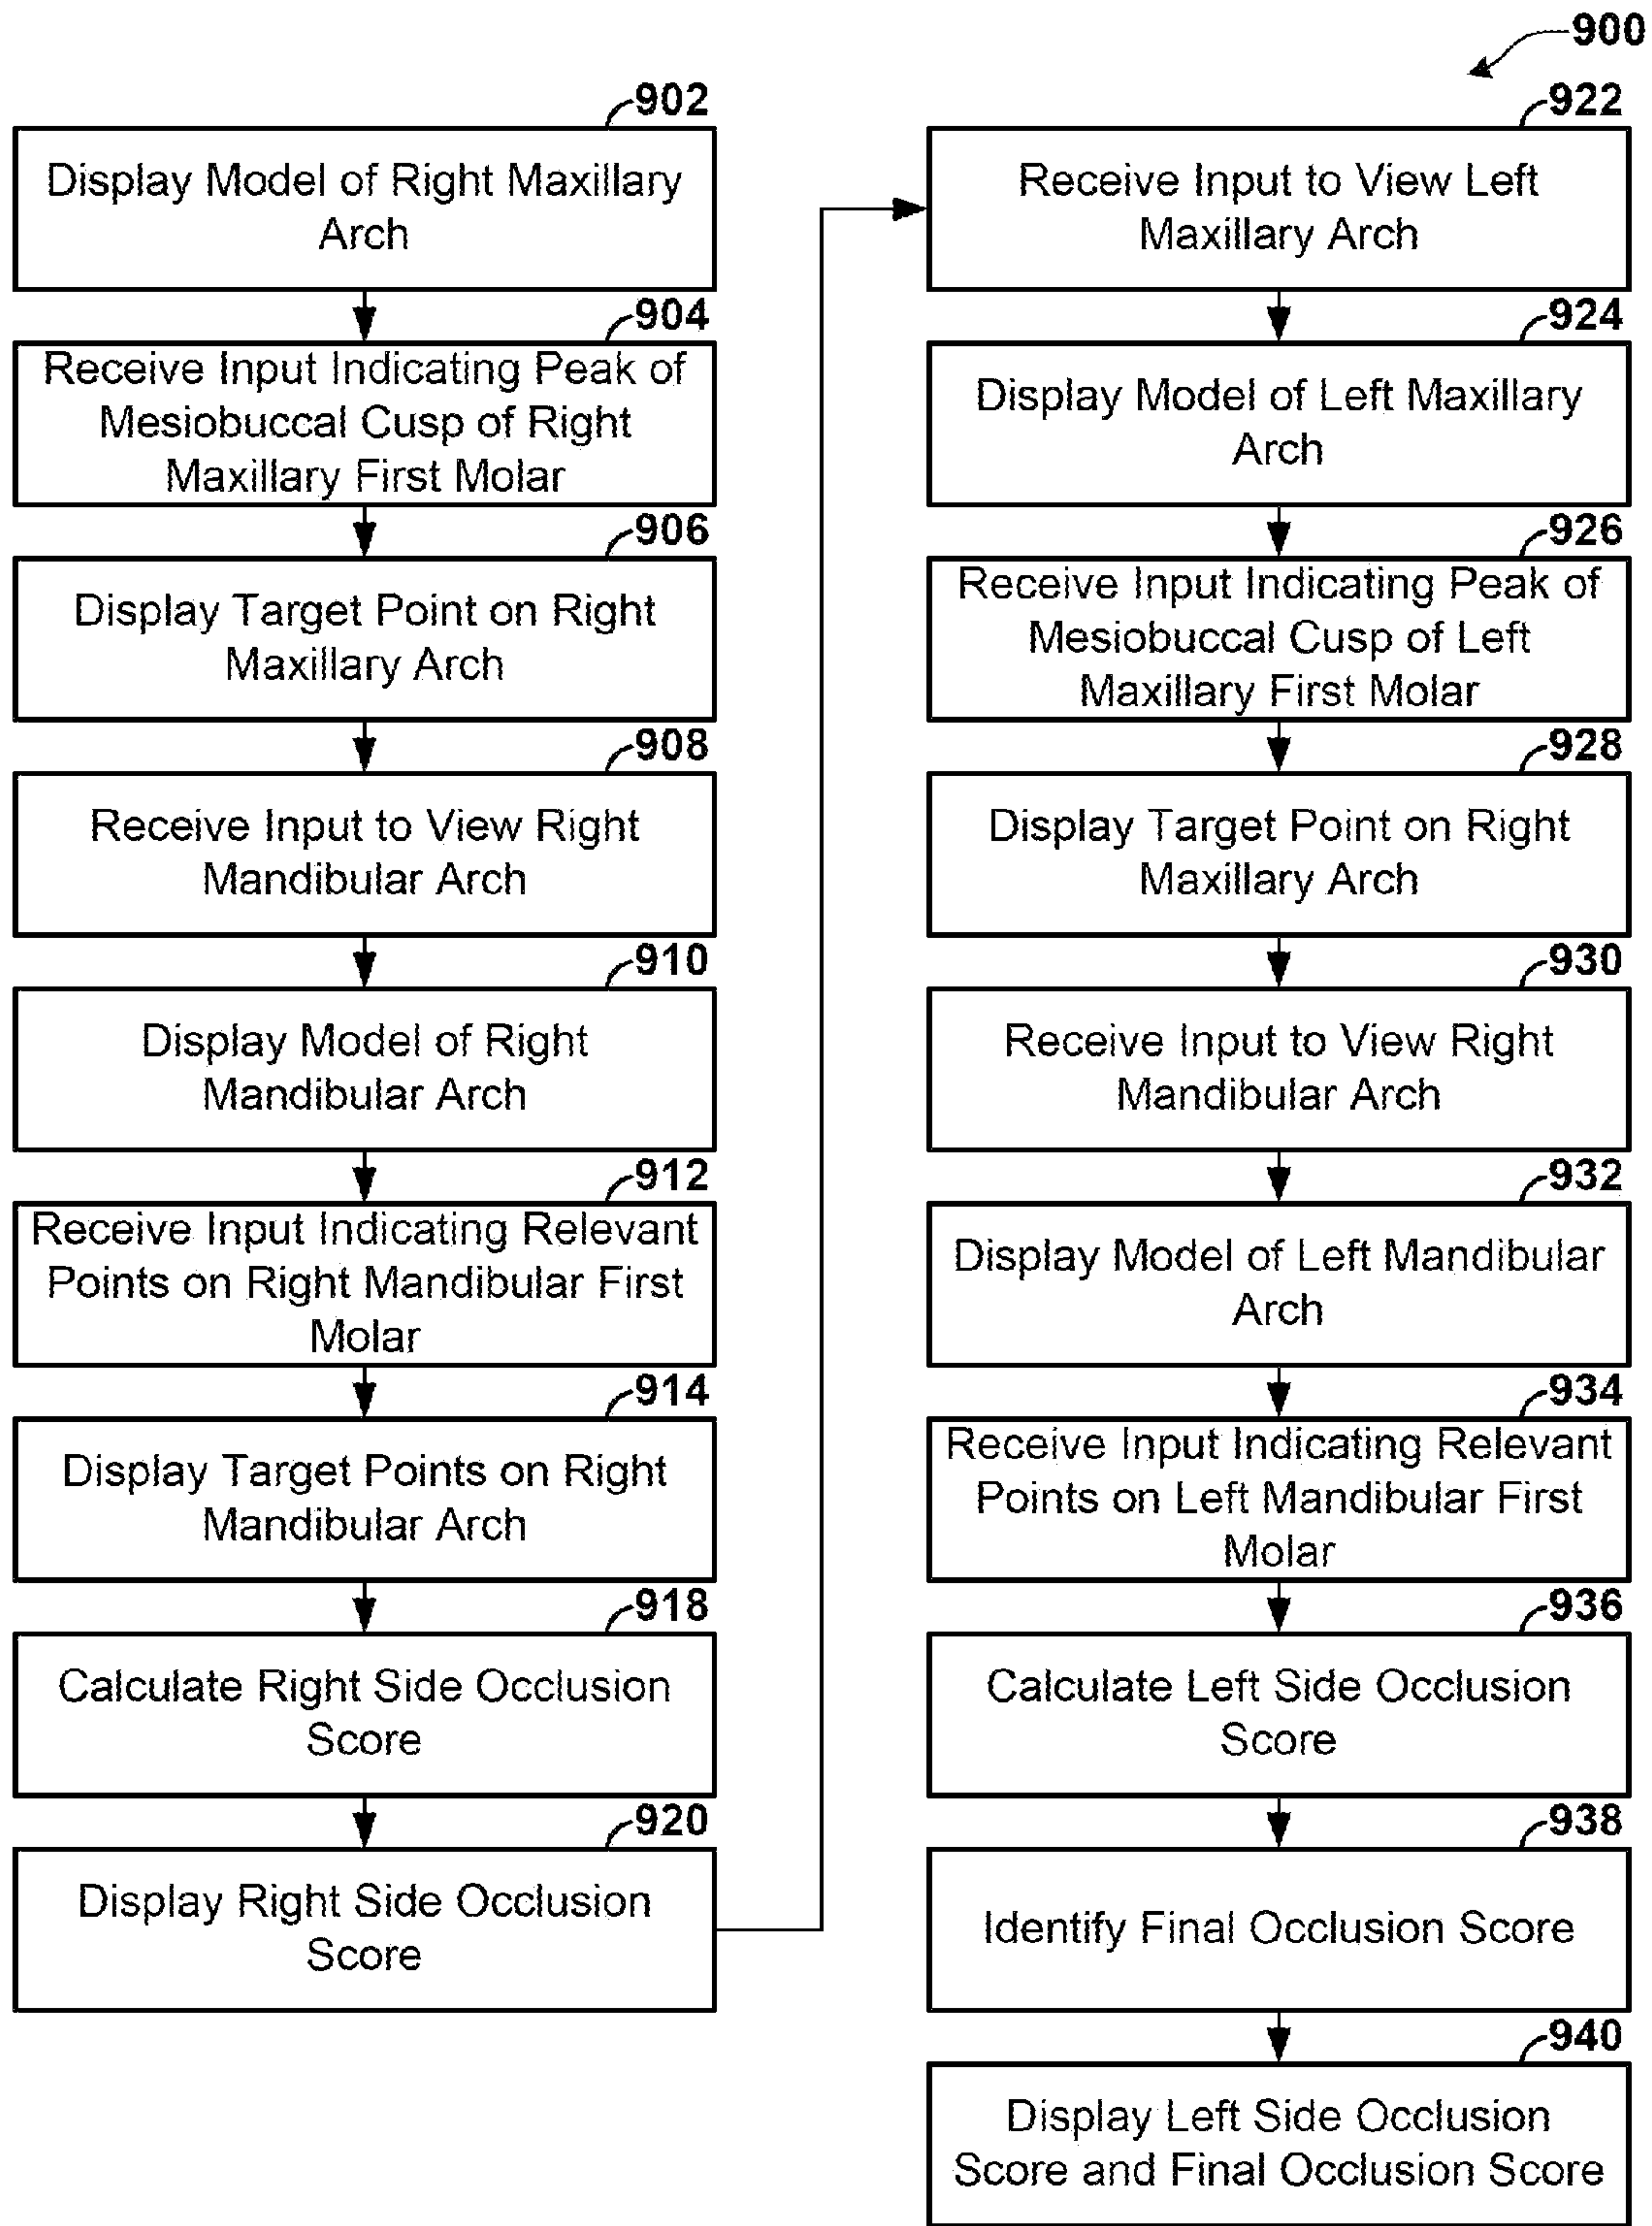 900
902
Display Model of Right Maxillary
Arch
904
Receive Input Indicating Peak of
Mesiobuccal Cusp of Right
Maxillary First Molar
906
Display Target Point on Right
Maxillary Arch
908
Receive Input to View Right
Mandibular Arch
910
Display Model of Right
Mandibular Arch
912
Receive Input Indicating Relevant
Points on Right Mandibular First
Molar
914
Display Target Points on Right
Mandibular Arch
918
Calculate Right Side Occlusion
Score
920
Display Right Side Occlusion
Score
922
Receive Input to View Left
Maxillary Arch
924
Display Model of Left Maxillary
Arch
926
Receive Input Indicating Peak of
Mesiobuccal Cusp of Left
Maxillary First Molar
928
Display Target Point on Right
Maxillary Arch
930
Receive Input to View Right
Mandibular Arch
932
Display Model of Left Mandibular
Arch
934
Receive Input Indicating Relevant
Points on Left Mandibular First
Molar
936
Calculate Left Side Occlusion
Score
938
Identify Final Occlusion Score
940
Display Left Side Occlusion
Score and Final Occlusion Score